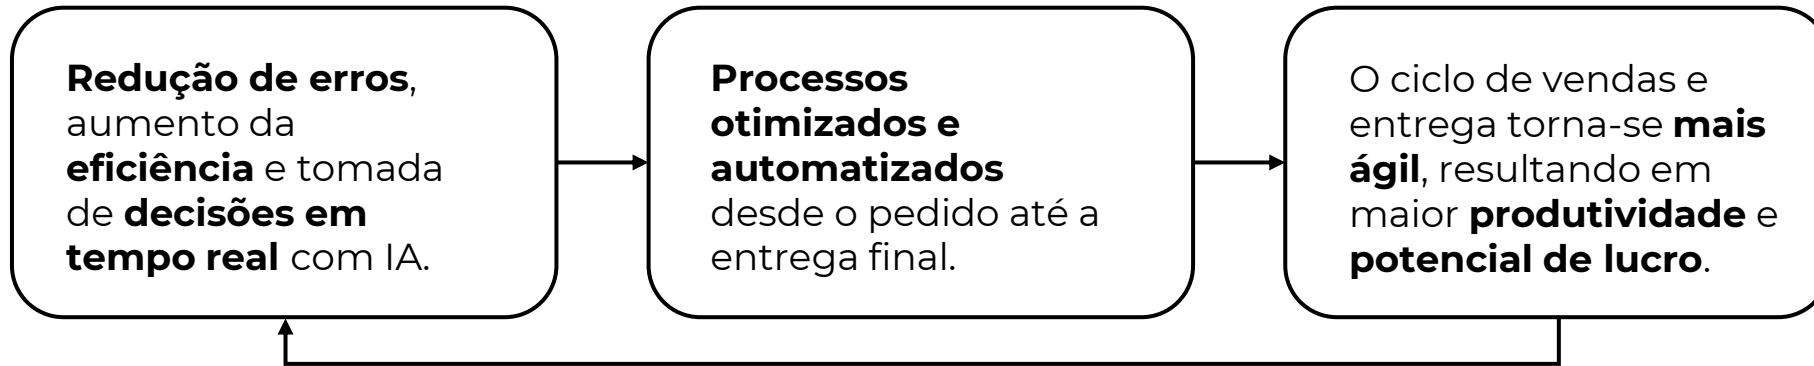 Redução de erros,
aumento da
eficiência e tomada
de decisões em
tempo real com IA.
Processos
otimizados e
automatizados
desde o pedido até a
entrega final.
O ciclo de vendas e
entrega torna-se mais
ágil, resultando em
maior produtividade e
potencial de lucro.